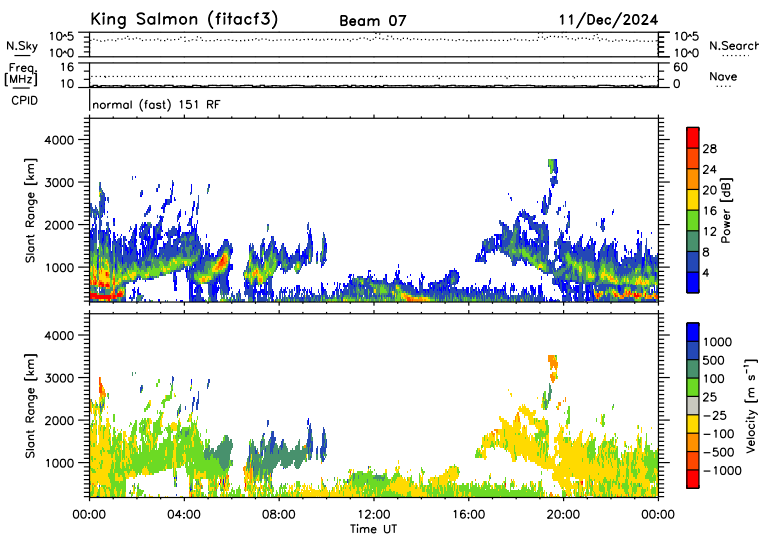 King Salmon (fitacf3) Beam 07 11/Dec/2024
N.Sky 10^5 10^0 10^5 10^0 N.Search
Freq. [MHz] 16 10 60 0 Nave
CPID normal (fast) 151 RF
Slant Range [km] 4000 3000 2000 1000
28 24 20 16 12 8 4 Power [dB]
Slant Range [km] 4000 3000 2000 1000
1000 500 100 25 -25 -100 -500 -1000 Velocity [m s⁻¹]
00:00 04:00 08:00 12:00 16:00 20:00 00:00
Time UT